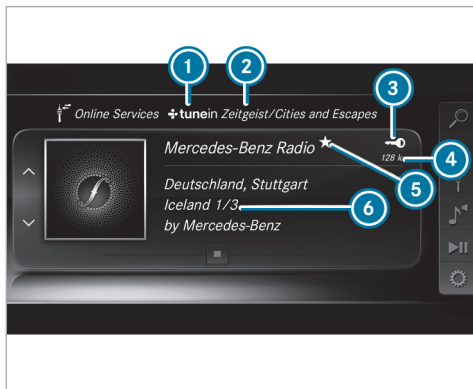 1 2 3
Online Services tunein Zeitgeist/Cities and Escapes
Mercedes-Benz Radio
128 k 4
5
Deutschland, Stuttgart
Iceland 1/3 6
by Mercedes-Benz